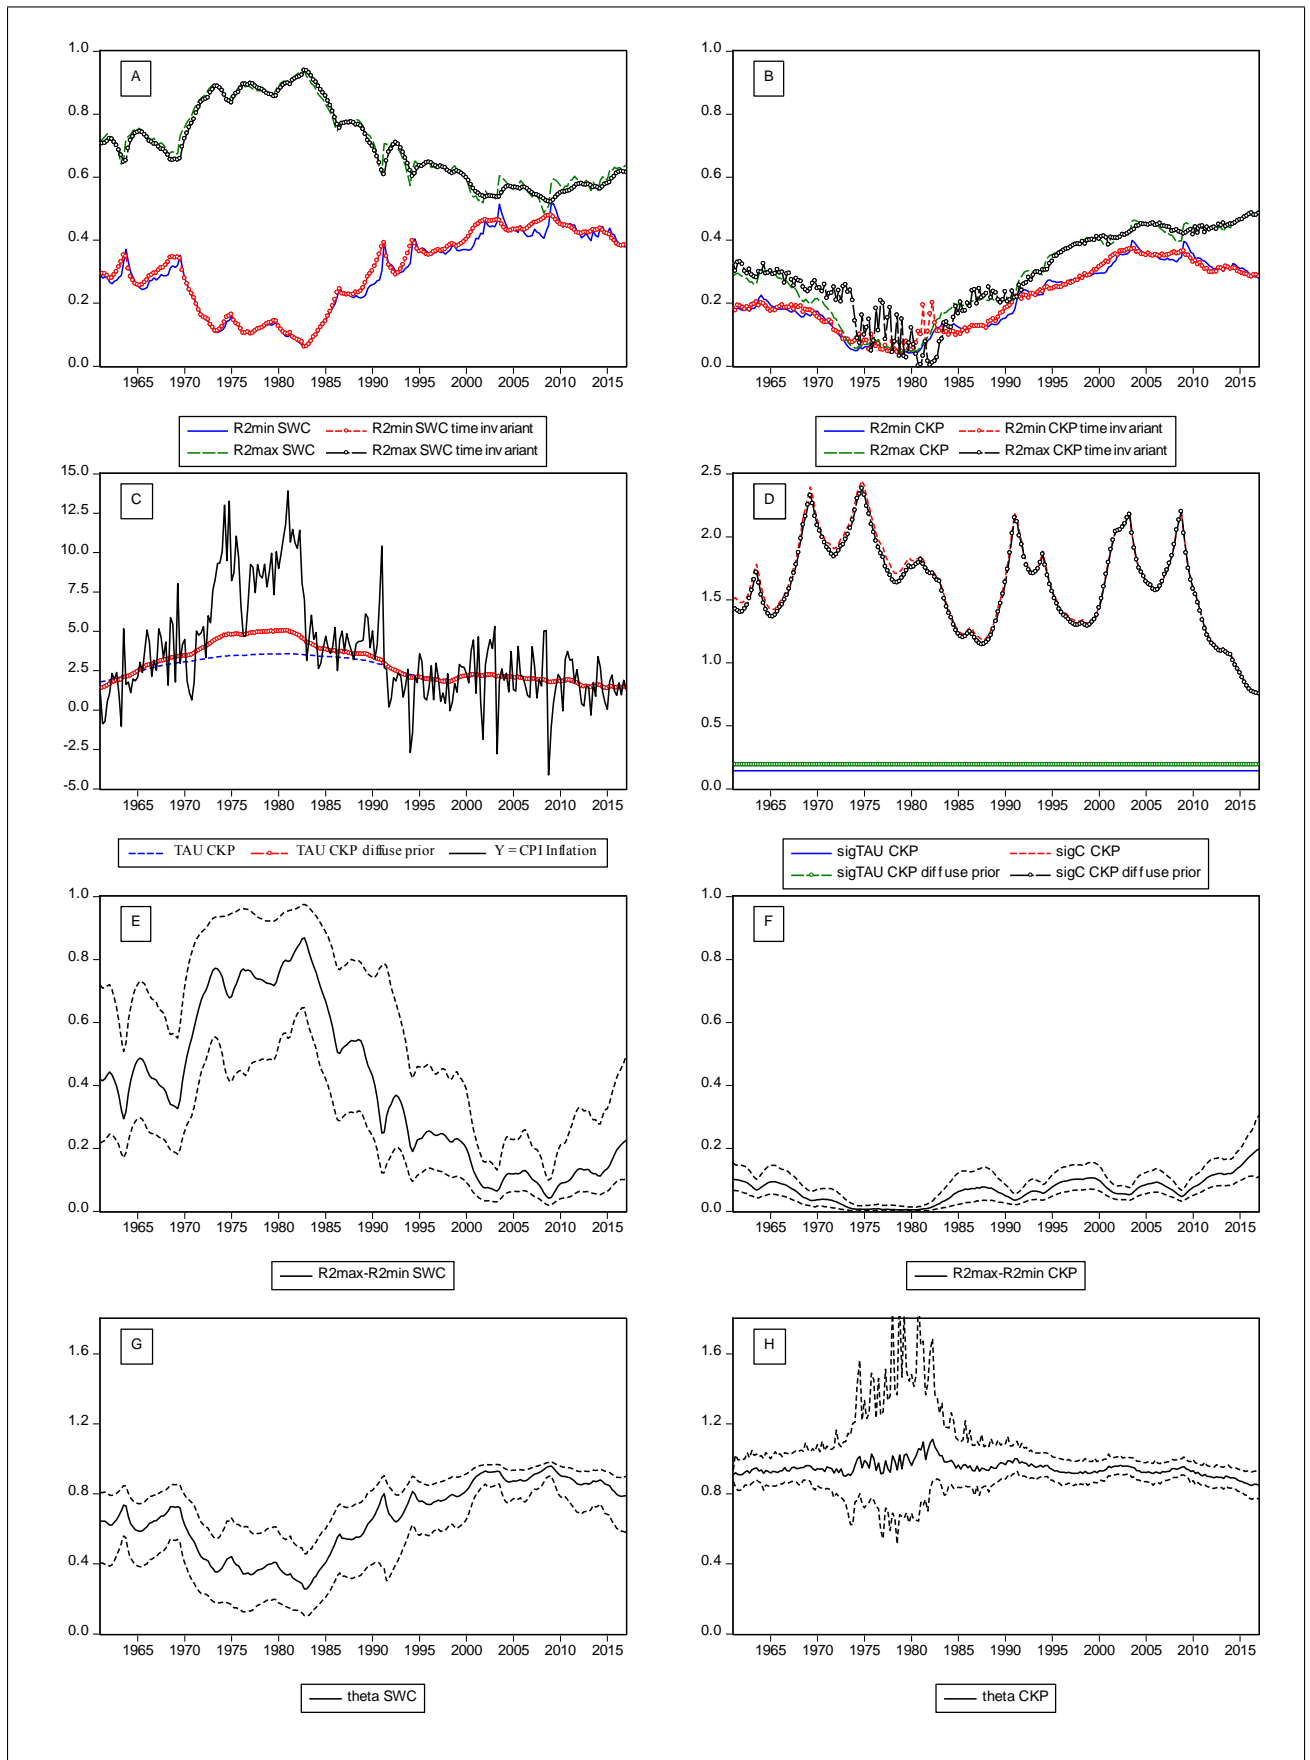 A
1.0
0.8
0.6
0.4
0.2
0.0
1965 1970 1975 1980 1985 1990 1995 2000 2005 2010 2015
R2min SWC R2min SWC time invariant
R2max SWC R2max SWC time invariant
B
1.0
0.8
0.6
0.4
0.2
0.0
1965 1970 1975 1980 1985 1990 1995 2000 2005 2010 2015
R2min CKP R2min CKP time invariant
R2max CKP R2max CKP time invariant
C
15.0
12.5
10.0
7.5
5.0
2.5
0.0
-2.5
-5.0
1965 1970 1975 1980 1985 1990 1995 2000 2005 2010 2015
TAU CKP TAU CKP diffuse prior Y = CPI Inflation
D
2.5
2.0
1.5
1.0
0.5
0.0
1965 1970 1975 1980 1985 1990 1995 2000 2005 2010 2015
sigTAU CKP sigC CKP
sigTAU CKP diffuse prior sigC CKP diffuse prior
E
1.0
0.8
0.6
0.4
0.2
0.0
1965 1970 1975 1980 1985 1990 1995 2000 2005 2010 2015
R2max-R2min SWC
F
1.0
0.8
0.6
0.4
0.2
0.0
1965 1970 1975 1980 1985 1990 1995 2000 2005 2010 2015
R2max-R2min CKP
G
1.6
1.2
0.8
0.4
0.0
1965 1970 1975 1980 1985 1990 1995 2000 2005 2010 2015
theta SWC
H
1.6
1.2
0.8
0.4
0.0
1965 1970 1975 1980 1985 1990 1995 2000 2005 2010 2015
theta CKP